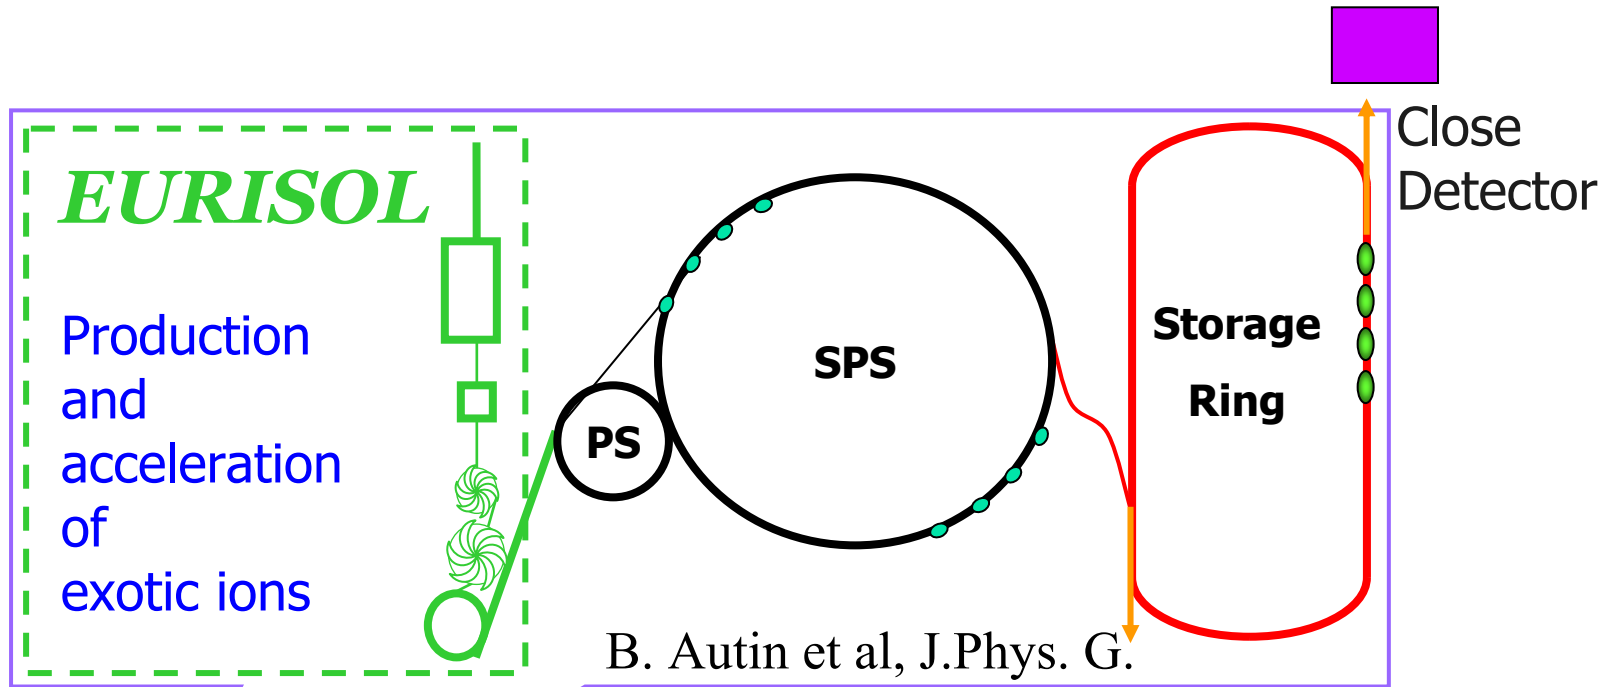 EURISOL
Production
and
acceleration
of
exotic ions
PS
SPS
Storage
Ring
Close
Detector
B. Autin et al, J.Phys. G.